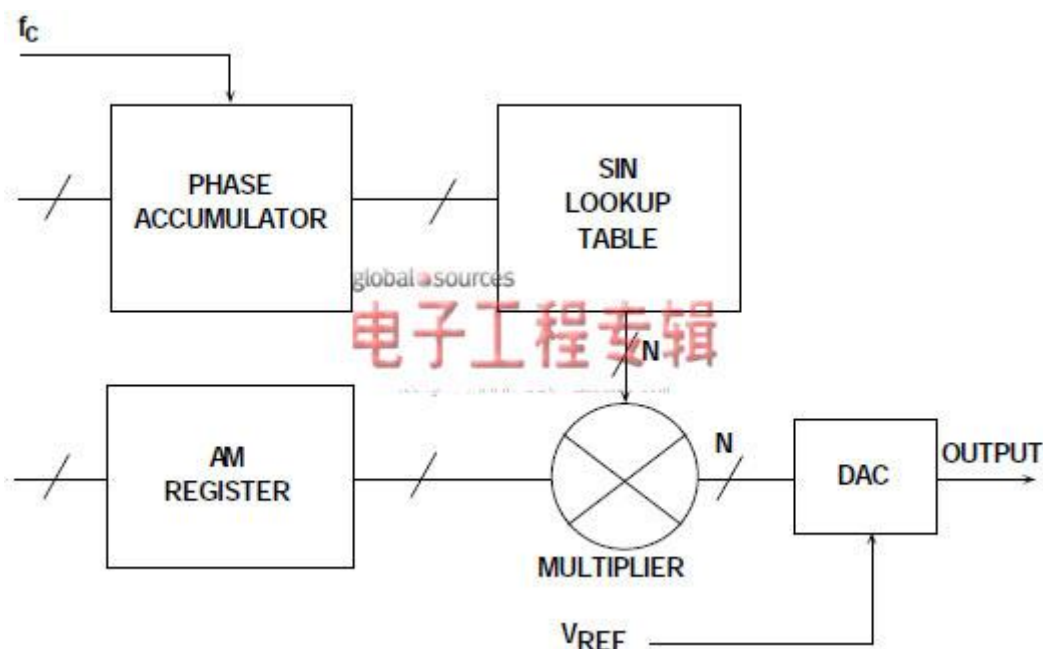 fC
PHASE
ACCUMULATOR
SIN
LOOKUP
TABLE
global sources
电子工程专辑
N
AM
REGISTER
N
DAC
OUTPUT
MULTIPLIER
VREF